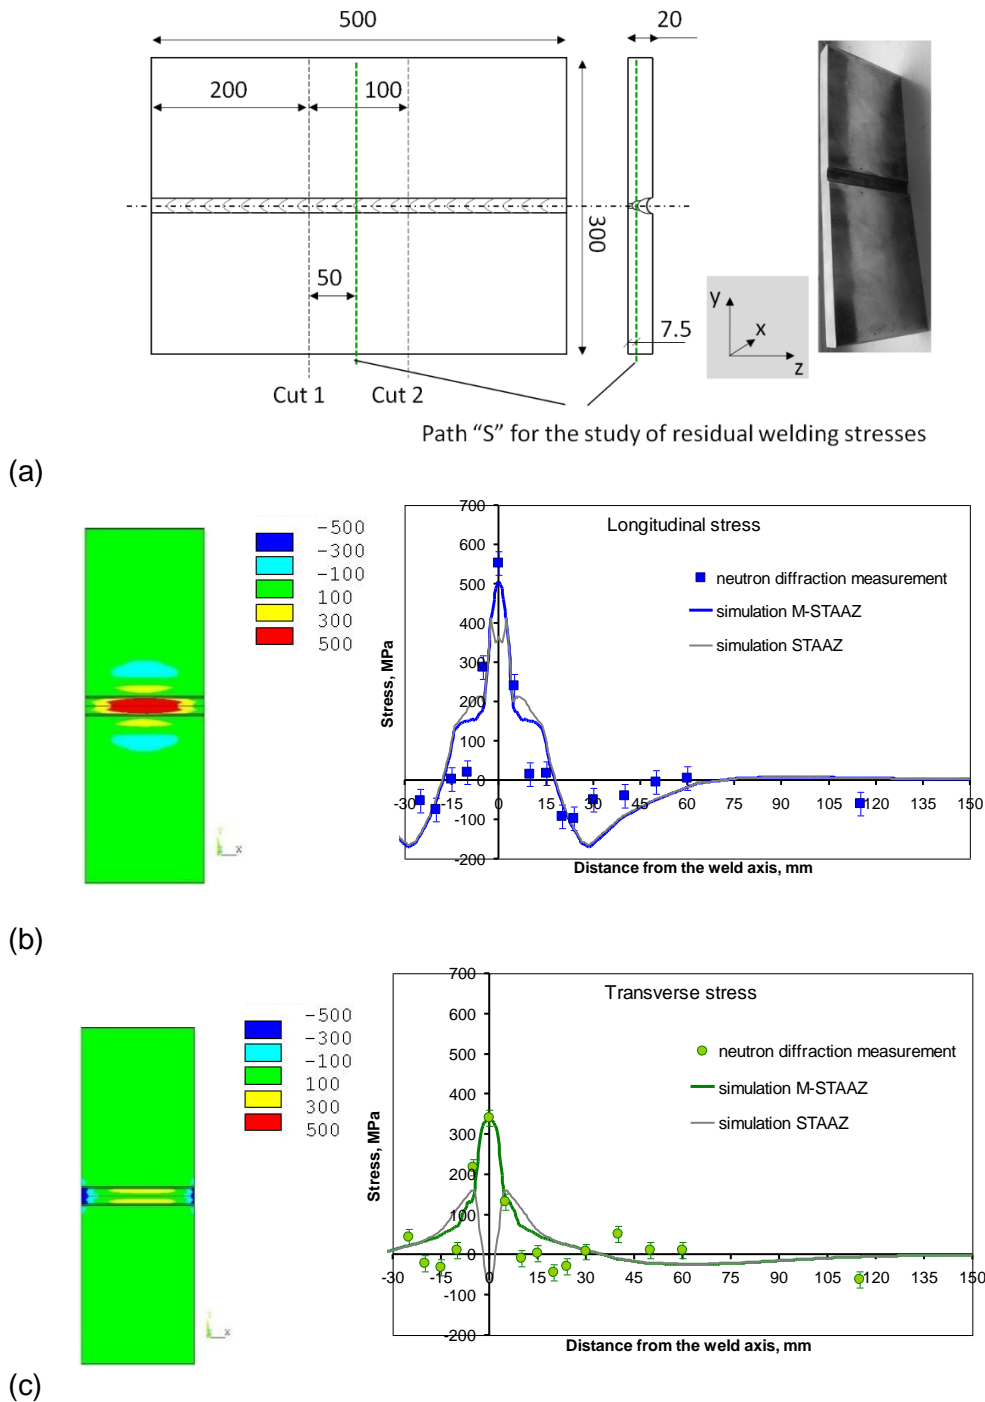 500
20
200
100
300
50
7.5
y
x
z
Cut 1
Cut 2
Path “S” for the study of residual welding stresses
(a)
-500
-300
-100
100
300
500
x
700
600
500
400
300
200
100
0
-100
-200
Stress, MPa
Longitudinal stress
neutron diffraction measurement
simulation M-STAAZ
simulation STAAZ
-30 -15 0 15 30 45 60 75 90 105 120 135 150
Distance from the weld axis, mm
(b)
-500
-300
-100
100
300
500
x
700
600
500
400
300
200
100
0
-100
-200
Stress, MPa
Transverse stress
neutron diffraction measurement
simulation M-STAAZ
simulation STAAZ
-30 -15 0 15 30 45 60 75 90 105 120 135 150
Distance from the weld axis, mm
(c)